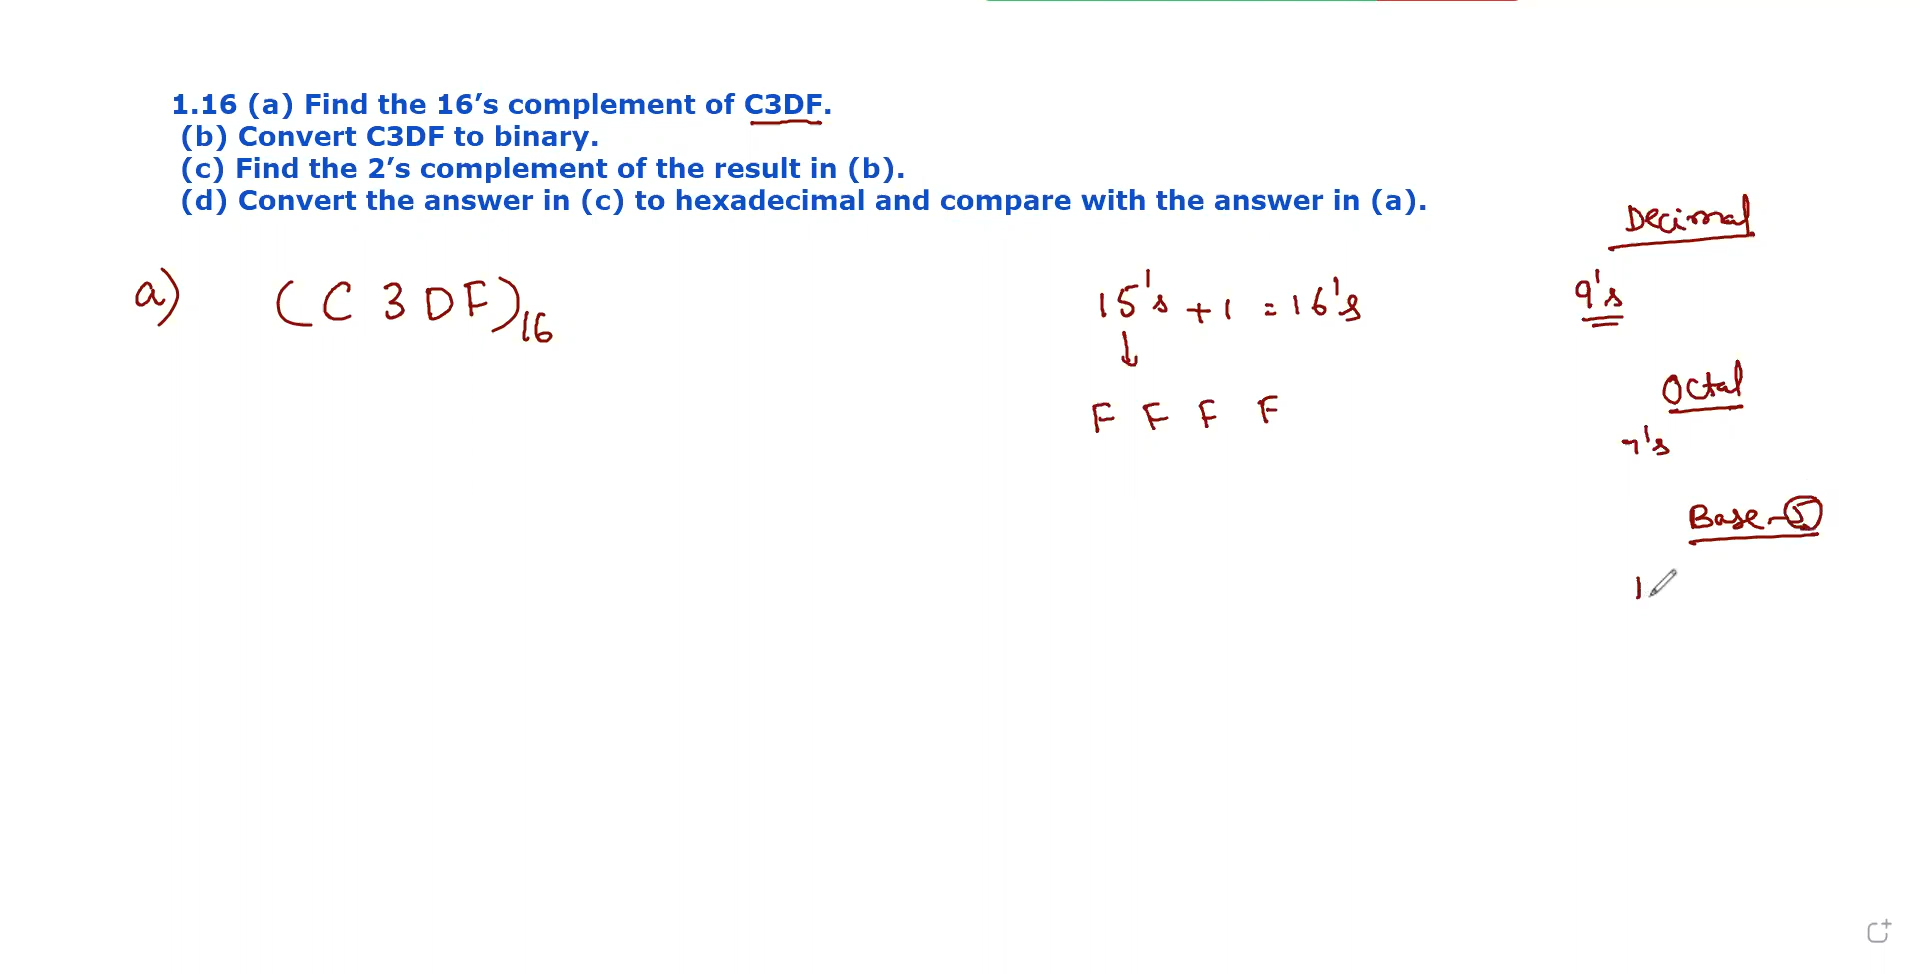 1.16 (a) Find the 16’s complement of C3DF.
(b) Convert C3DF to binary.
(c) Find the 2’s complement of the result in (b).
(d) Convert the answer in (c) to hexadecimal and compare with the answer in (a).
Decimal
a) (C 3 D F)16
15's + 1 = 16's
9's
F F F F
Octal
7's
Base-5
1